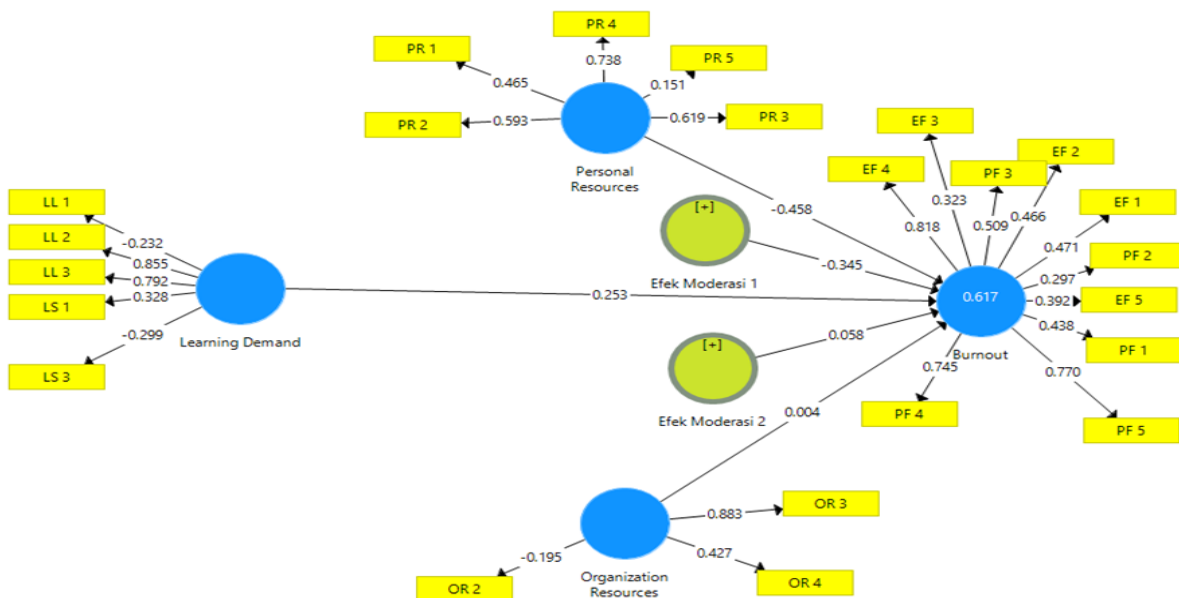 PR 4
PR 1
PR 5
0.738
0.465
0.151
PR 2
0.593
0.619
PR 3
Personal
Resources
EF 3
EF 2
EF 4
PF 3
EF 1
0.323
0.466
0.509
0.818
0.471
PF 2
0.297
EF 5
0.392
0.438
PF 1
0.617
Burnout
0.745
0.770
PF 4
PF 5
-0.458
[+]
Efek Moderasi 1
-0.345
LL 1
-0.232
LL 2
0.855
LL 3
0.792
LS 1
0.328
-0.299
LS 3
Learning Demand
0.253
[+]
Efek Moderasi 2
0.058
0.004
OR 3
0.883
-0.195
0.427
OR 2
OR 4
Organization
Resources